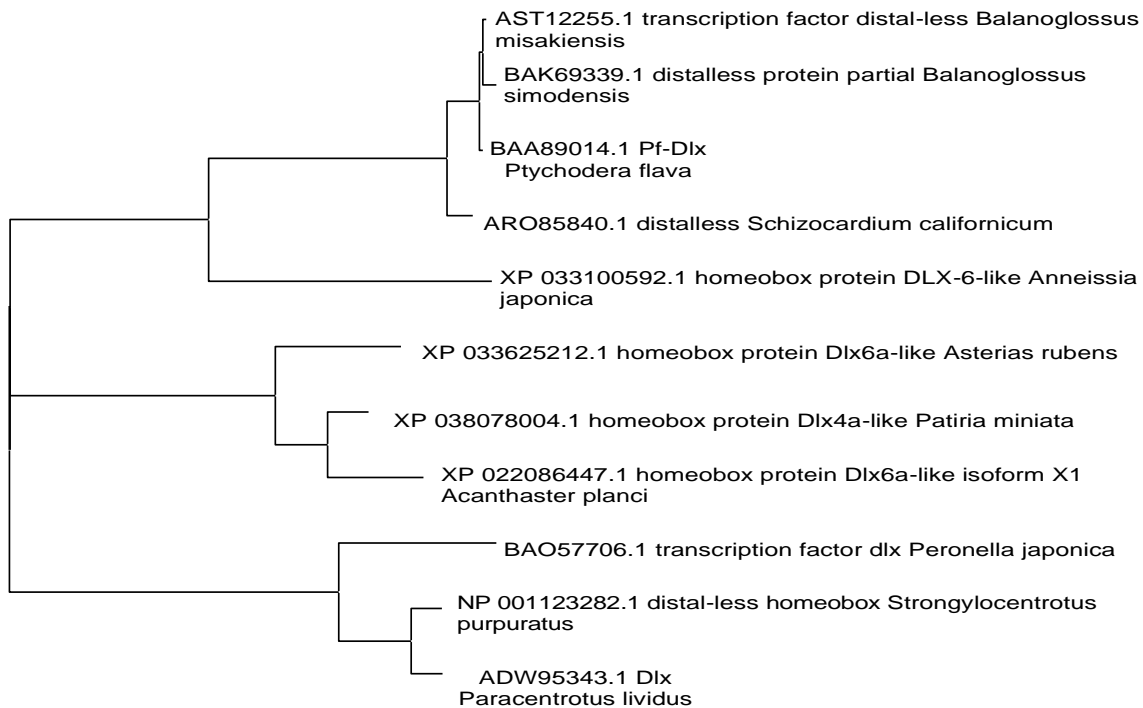 AST12255.1 transcription factor distal-less Balanoglossus
misakiensis
BAK69339.1 distalless protein partial Balanoglossus
simodensis
BAA89014.1 Pf-Dlx
Ptychodera flava
ARO85840.1 distalless Schizocardium californicum
XP 033100592.1 homeobox protein DLX-6-like Anneissia
japonica
XP 033625212.1 homeobox protein Dlx6a-like Asterias rubens
XP 038078004.1 homeobox protein Dlx4a-like Patiria miniata
XP 022086447.1 homeobox protein Dlx6a-like isoform X1
Acanthaster planci
BAO57706.1 transcription factor dlx Peronella japonica
NP 001123282.1 distal-less homeobox Strongylocentrotus
purpuratus
ADW95343.1 Dlx
Paracentrotus lividus